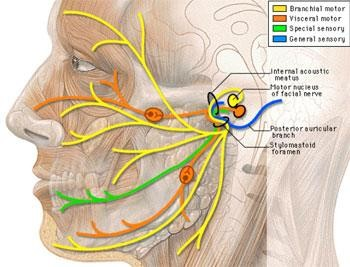 Branchial motor
Visceral motor
Special sensory
General sensory
Internal acoustic
meatus
Motor nucleus
of facial nerve
Posterior auricular
branch
Stylomastoid
foramen